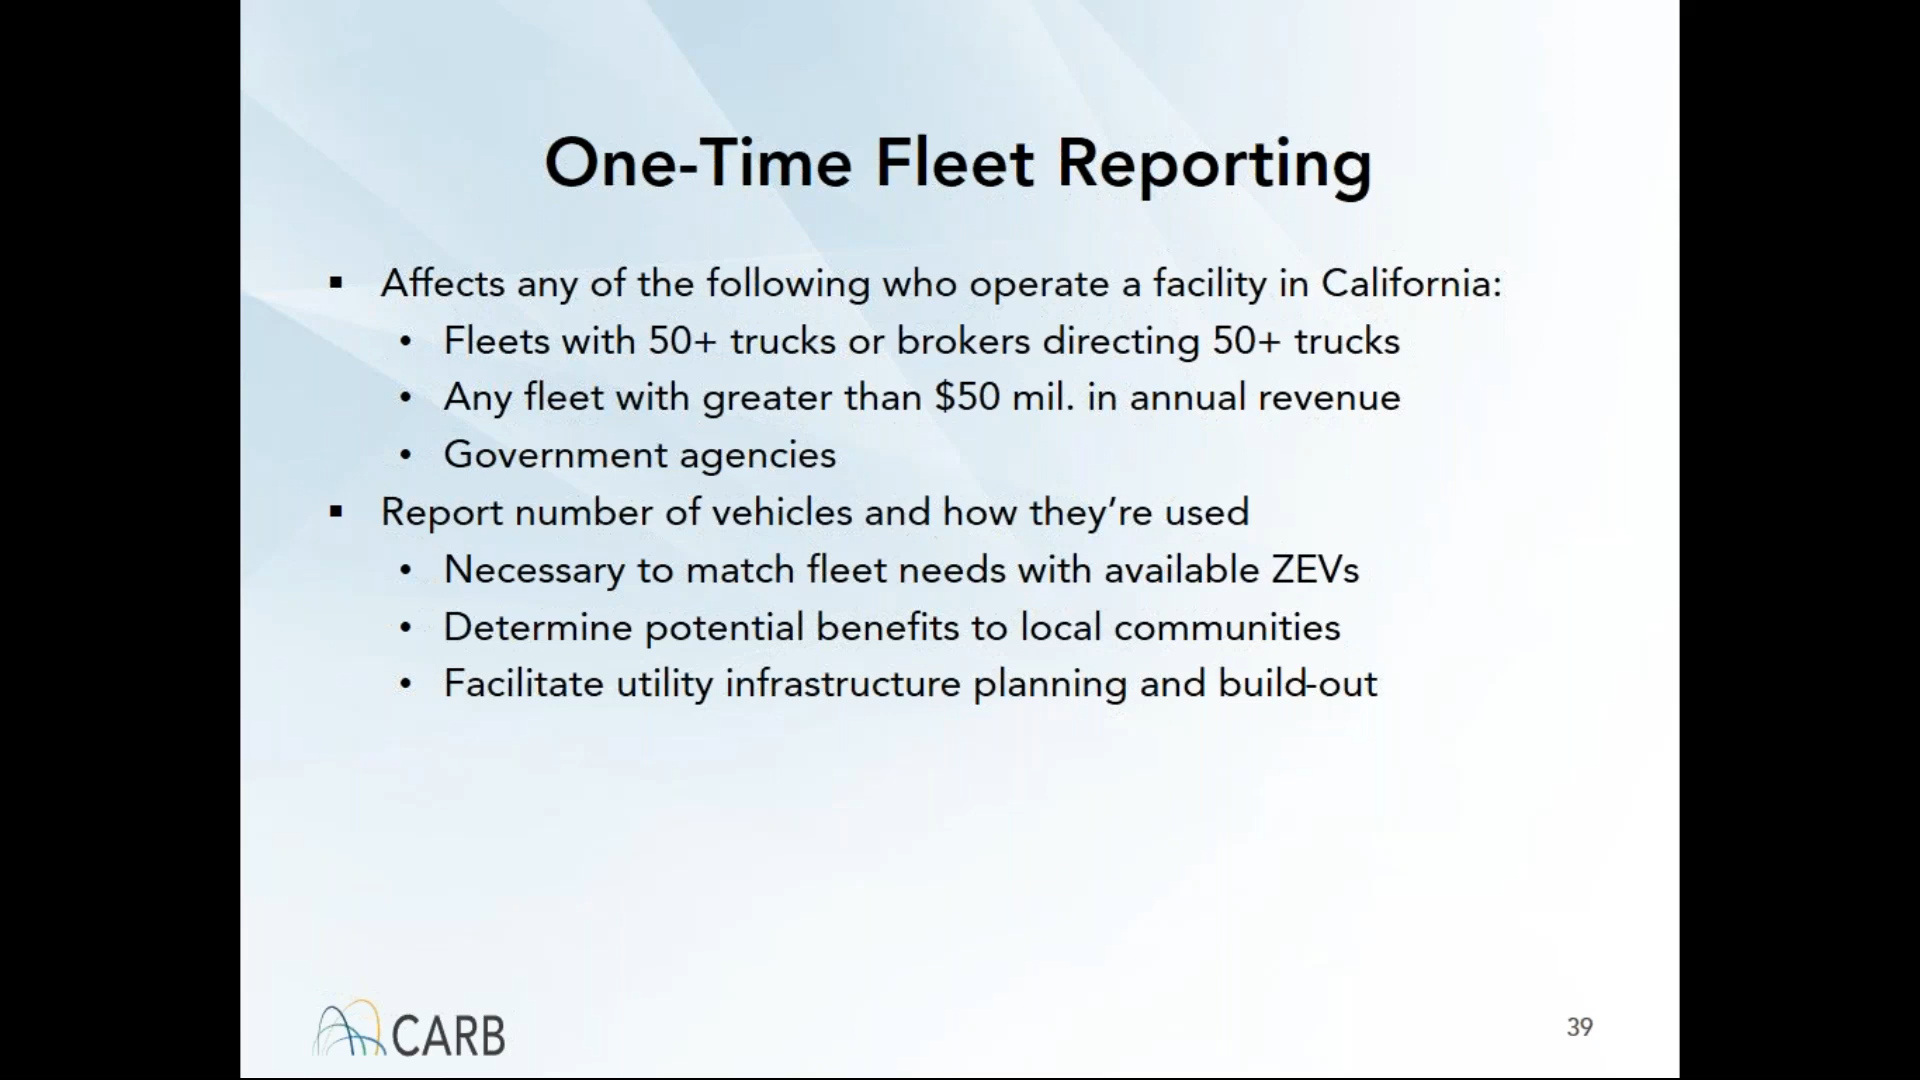 One-Time Fleet Reporting
▪ Affects any of the following who operate a facility in California:
• Fleets with 50+ trucks or brokers directing 50+ trucks
• Any fleet with greater than $50 mil. in annual revenue
• Government agencies
▪ Report number of vehicles and how they’re used
• Necessary to match fleet needs with available ZEVs
• Determine potential benefits to local communities
• Facilitate utility infrastructure planning and build-out
CARB
39